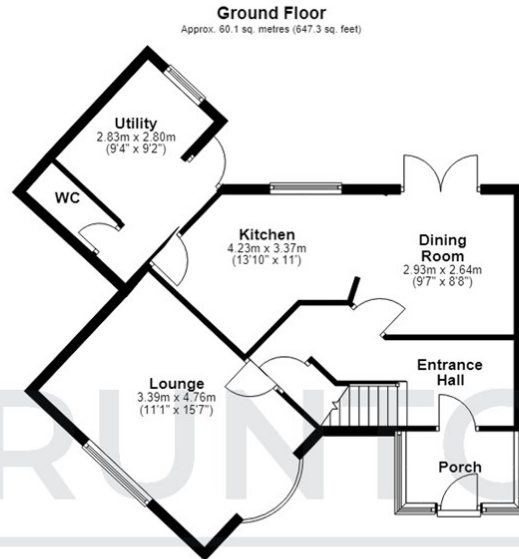 Ground Floor
Approx. 60.1 sq. metres (647.3 sq. feet)
Utility
2.83m x 2.80m
(9'4" x 9'2")
WC
Kitchen
4.23m x 3.37m
(13'10" x 11')
Dining
Room
2.93m x 2.64m
(9'7" x 8'8")
Lounge
3.39m x 4.76m
(11'1" x 15'7")
Entrance
Hall
Porch
RUNTO